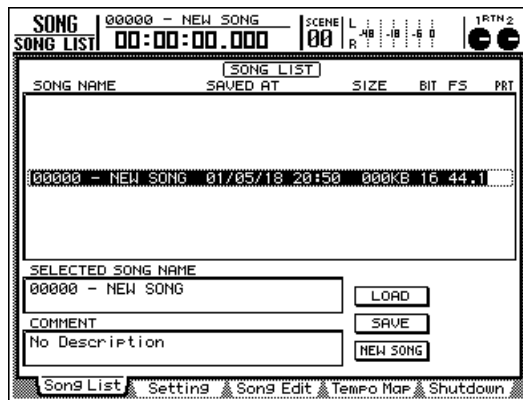 SONG 00000 - NEW SONG SCENE L 1RTN2
SONG LIST 00:00:00.000 00 R -48 -18 -6 0
SONG LIST
SONG NAME SAVED AT SIZE BIT FS PRT
00000 - NEW SONG 01/05/18 20:50 000KB 16 44.1
SELECTED SONG NAME
00000 - NEW SONG
LOAD
COMMENT
SAVE
No Description
NEW SONG
Song List Setting Song Edit Tempo Map Shutdown